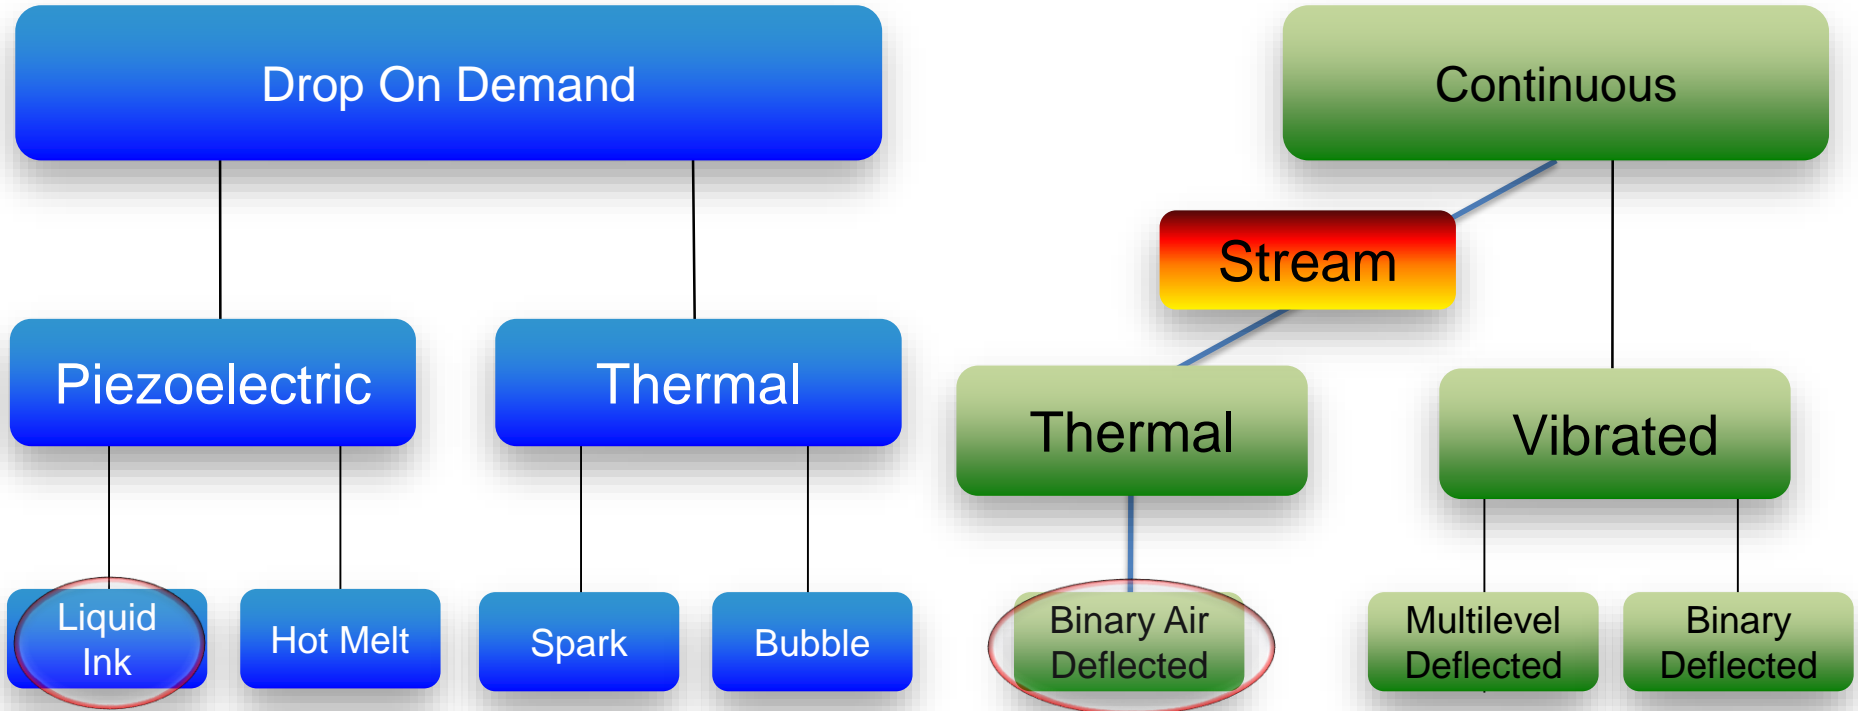 Drop On Demand
Continuous
Stream
Piezoelectric
Thermal
Thermal
Vibrated
Liquid
Ink
Hot Melt
Spark
Bubble
Binary Air
Deflected
Multilevel
Deflected
Binary
Deflected